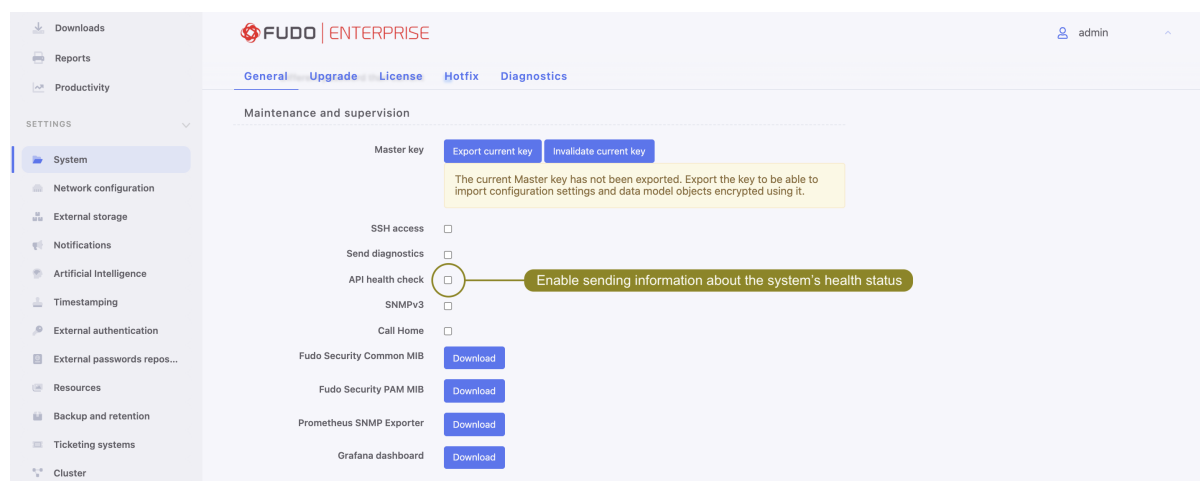 Downloads
Reports
Productivity
SETTINGS
System
Network configuration
External storage
Notifications
Artificial Intelligence
Timestamping
External authentication
External passwords repos...
Resources
Backup and retention
Ticketing systems
Cluster
FUDO | ENTERPRISE
admin
General Upgrade License Hotfix Diagnostics
Maintenance and supervision
Master key Export current key Invalidate current key
The current Master key has not been exported. Export the key to be able to
import configuration settings and data model objects encrypted using it.
SSH access
Send diagnostics
API health check Enable sending information about the system's health status
SNMPv3
Call Home
Fudo Security Common MIB Download
Fudo Security PAM MIB Download
Prometheus SNMP Exporter Download
Grafana dashboard Download